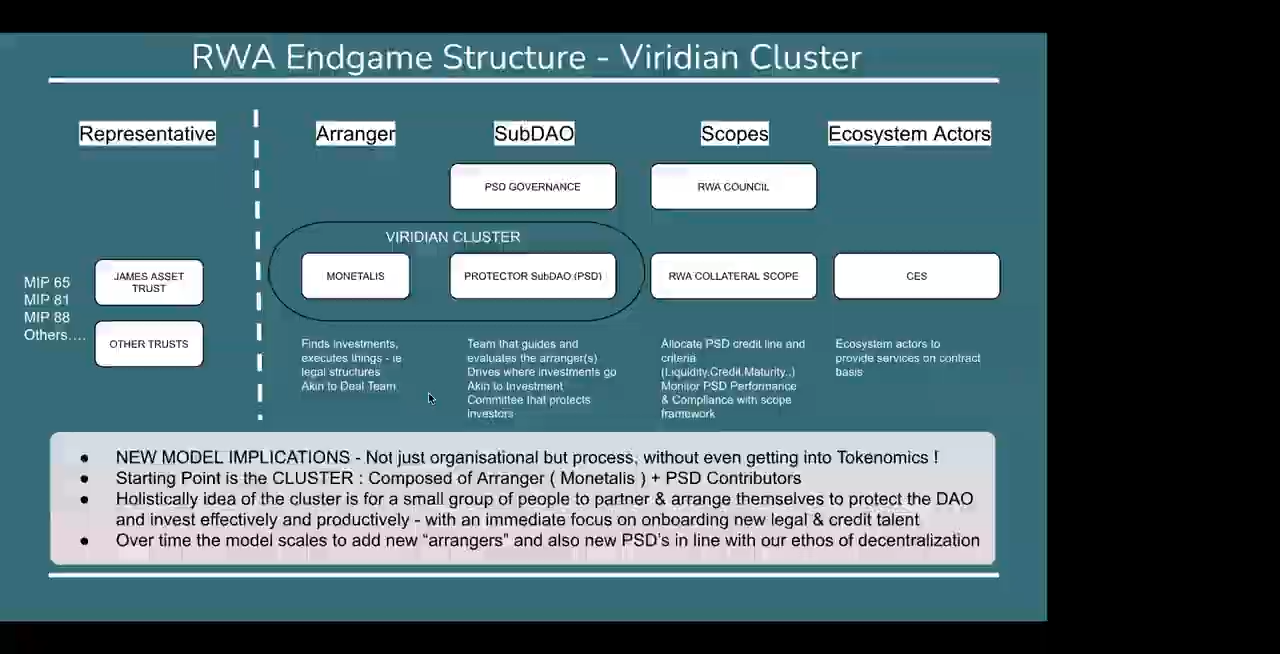 RWA Endgame Structure - Viridian Cluster
Representative
Arranger
SubDAO
Scopes
Ecosystem Actors
PSD GOVERNANCE
RWA COUNCIL
VIRIDIAN CLUSTER
MIP 65
MIP 81
MIP 88
Others....
JAMES ASSET
TRUST
OTHER TRUSTS
MONETALIS
PROTECTOR SubDAO (PSD)
RWA COLLATERAL SCOPE
CES
Finds investments,
executes things - ie
legal structures
Akin to Deal Team
Team that guides and
evaluates the arranger(s)
Drives where investments go
Akin to Investment
Committee that protects
investors
Allocate PSD credit line and
criteria
(Liquidity.Credit.Maturity..)
Monitor PSD Performance
& Compliance with scope
framework
Ecosystem actors to
provide services on contract
basis
● NEW MODEL IMPLICATIONS - Not just organisational but process, without even getting into Tokenomics !
● Starting Point is the CLUSTER : Composed of Arranger ( Monetalis ) + PSD Contributors
● Holistically idea of the cluster is for a small group of people to partner & arrange themselves to protect the DAO
and invest effectively and productively - with an immediate focus on onboarding new legal & credit talent
● Over time the model scales to add new “arrangers” and also new PSD's in line with our ethos of decentralization